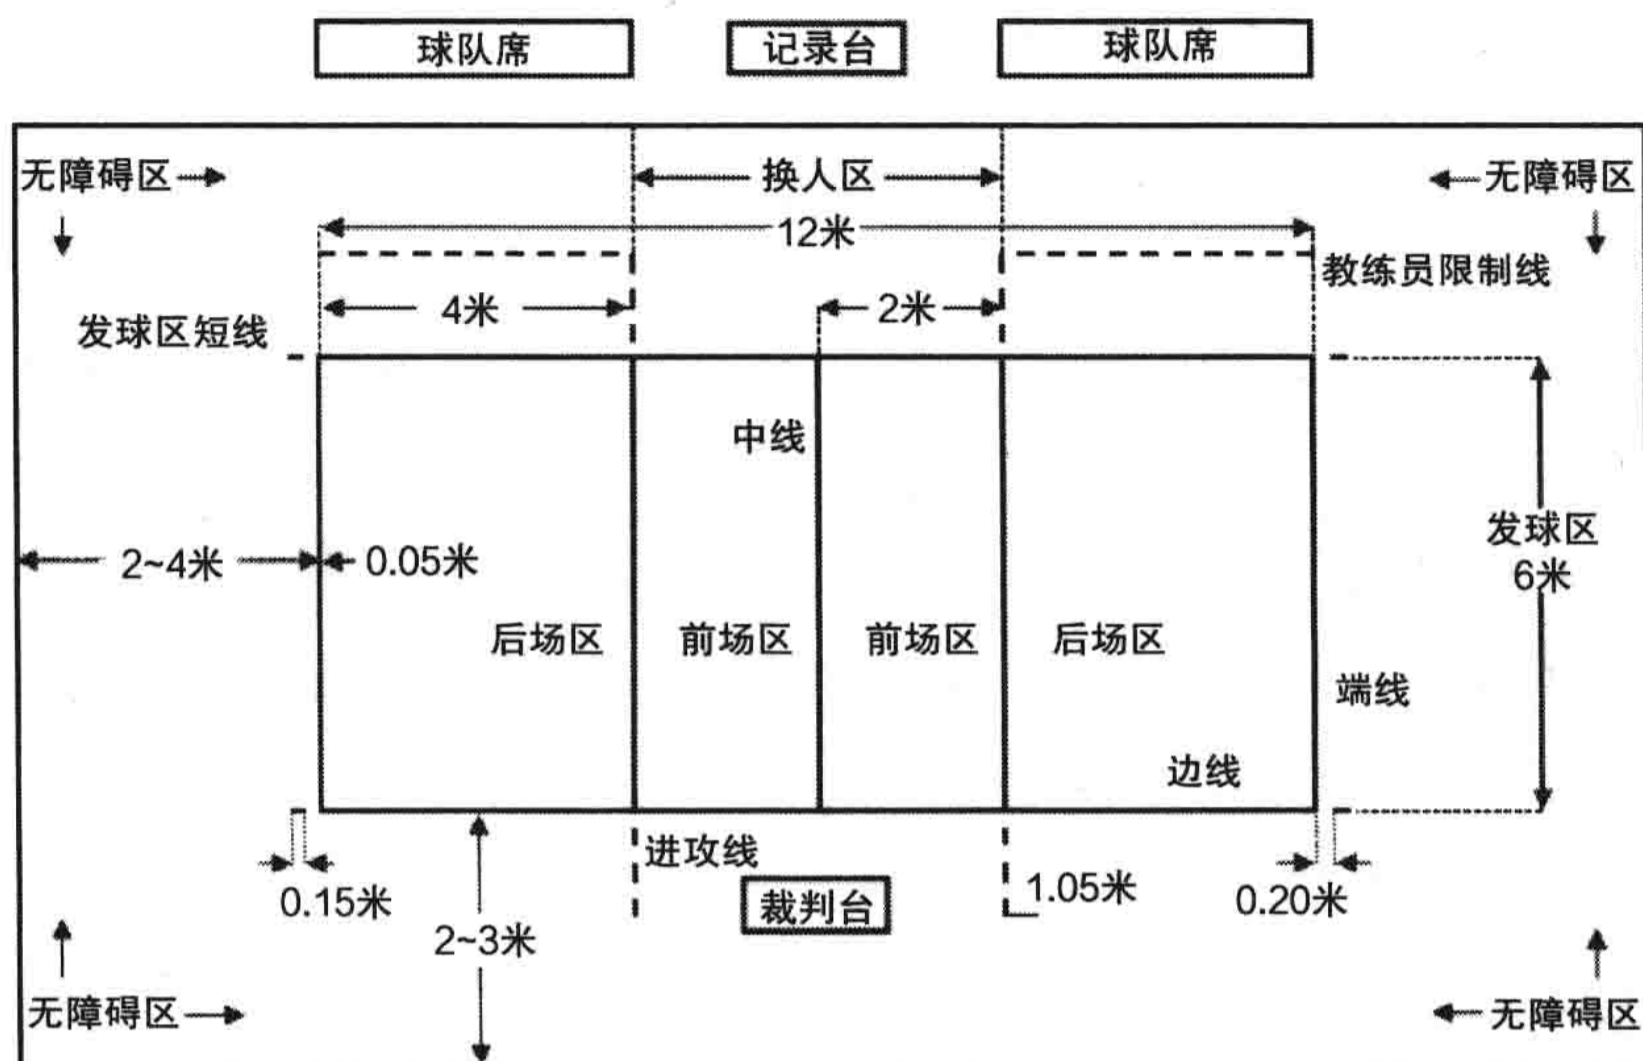 球队席
记录台
球队席
无障碍区
换人区
无障碍区
12米
教练员限制线
4米
2米
发球区短线
中线
发球区
6米
2~4米
0.05米
后场区
前场区
前场区
后场区
端线
边线
进攻线
0.15米
裁判台
1.05米
0.20米
2~3米
无障碍区
无障碍区